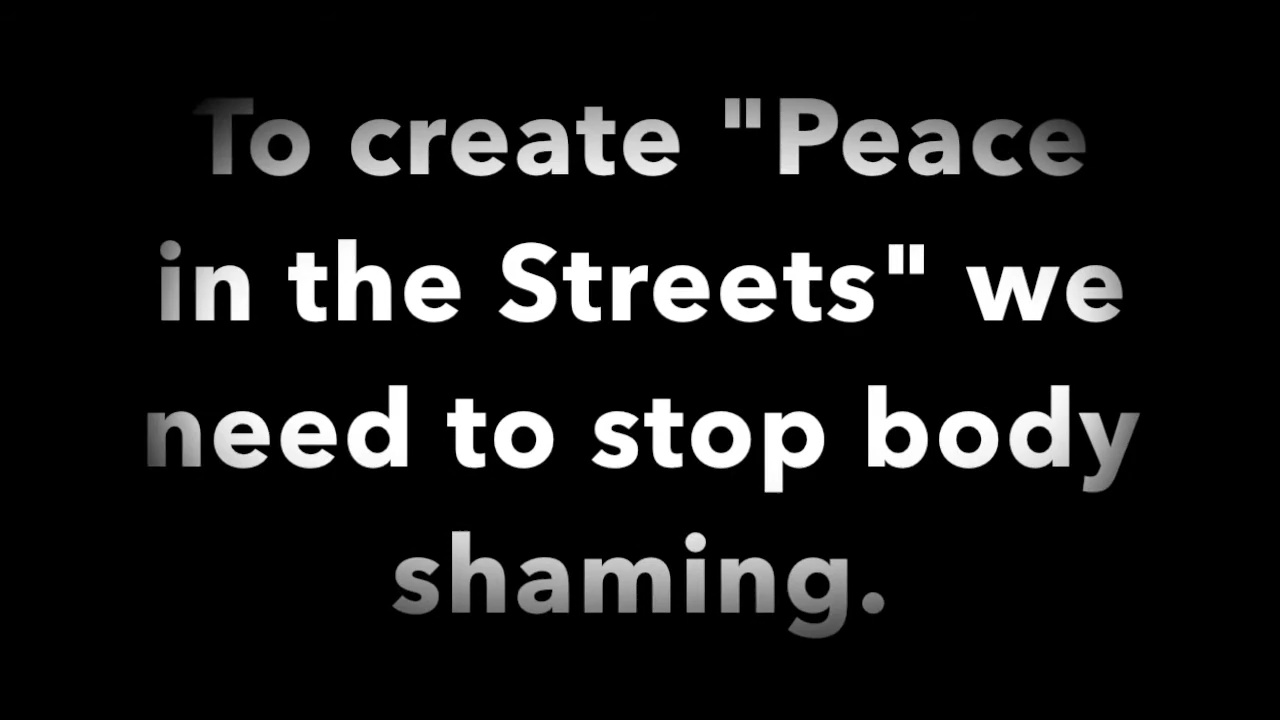 To create "Peace
in the Streets" we
need to stop body
shaming.